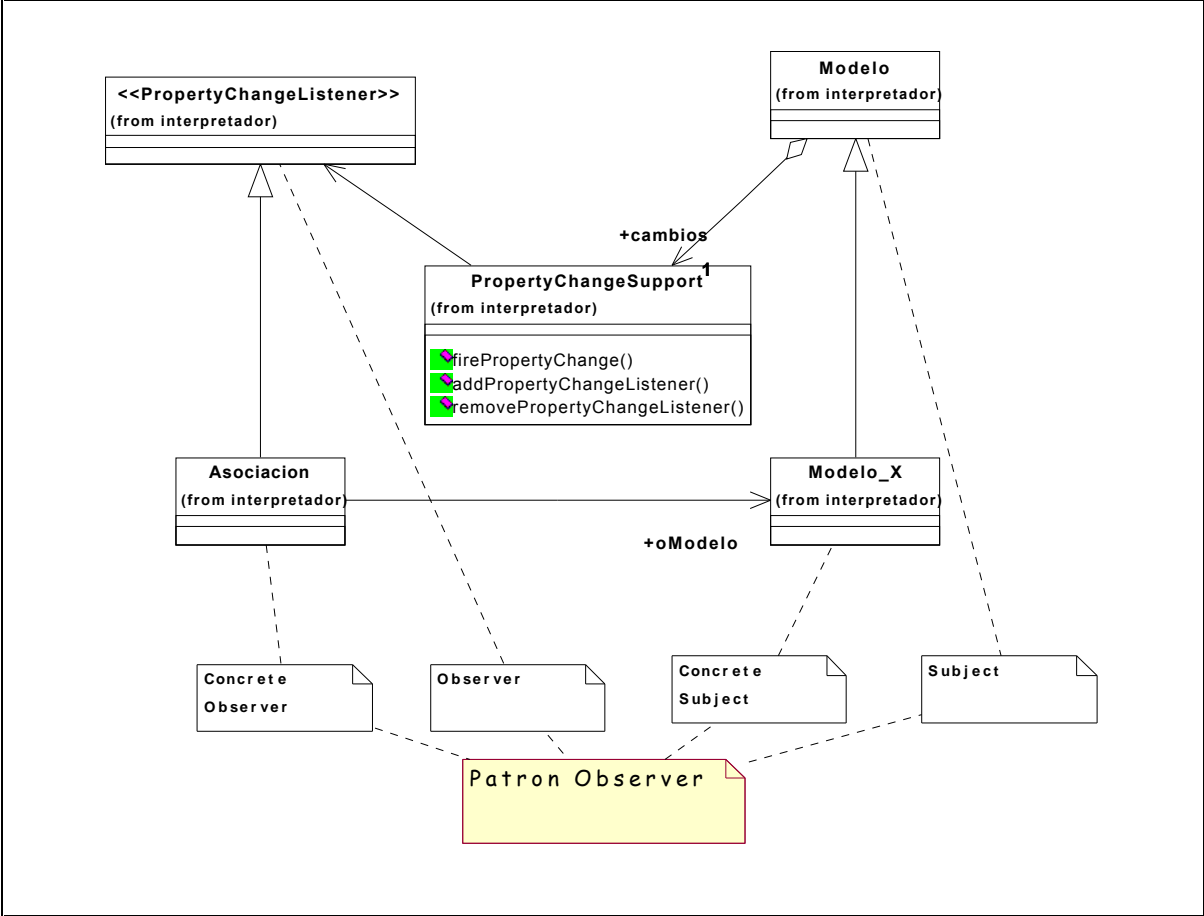 <<PropertyChangeListener>>
(from interpretador)
Modelo
(from interpretador)
+cambios
1
PropertyChangeSupport
(from interpretador)
firePropertyChange()
addPropertyChangeListener()
removePropertyChangeListener()
Asociacion
(from interpretador)
Modelo_X
(from interpretador)
+oModelo
Concrete
Observer
Observer
Concrete
Subject
Subject
Patron Observer